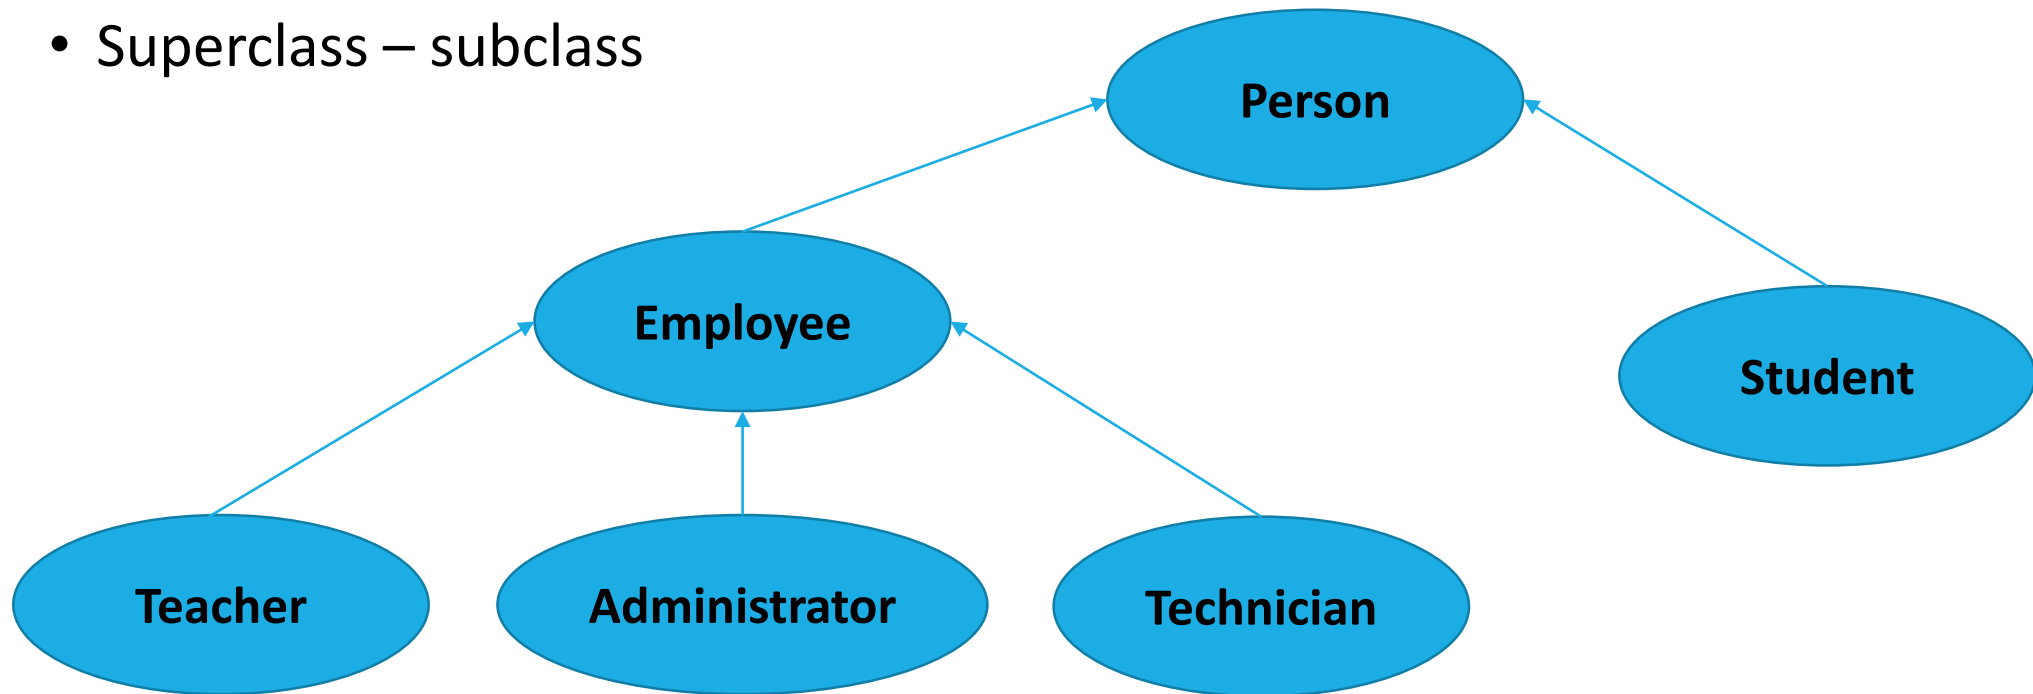 • Superclass – subclass
Person
Employee
Student
Teacher
Administrator
Technician